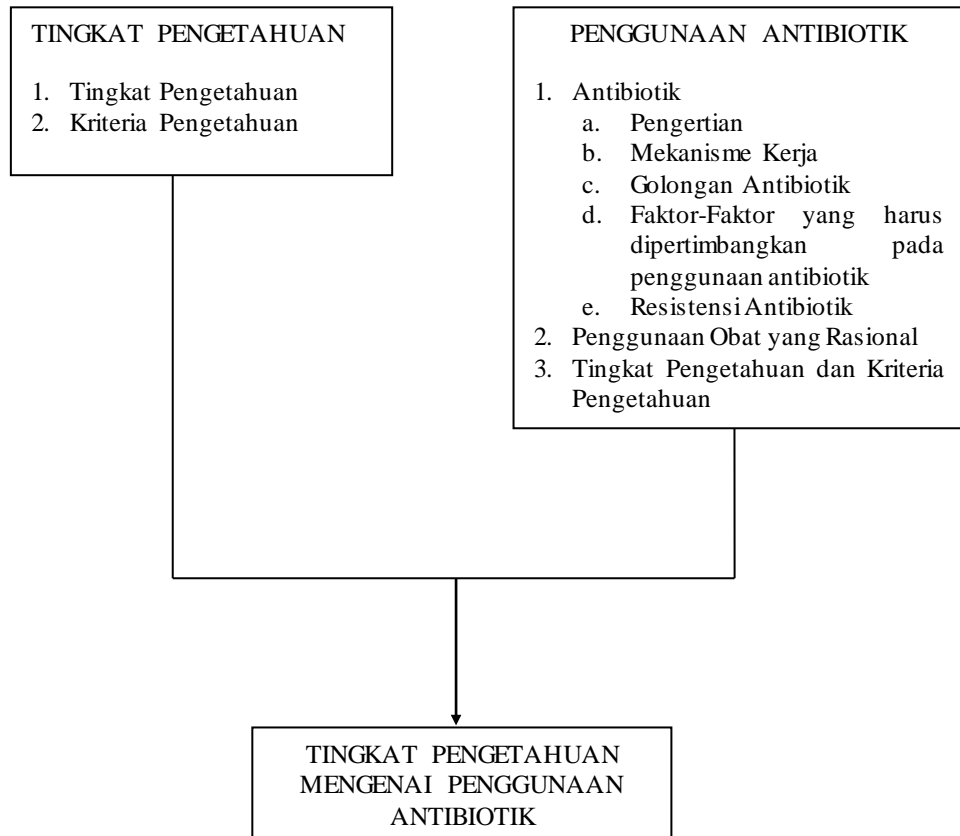 TINGKAT PENGETAHUAN
1. Tingkat Pengetahuan
2. Kriteria Pengetahuan
PENGGUNAAN ANTIBIOTIK
1. Antibiotik
a. Pengertian
b. Mekanisme Kerja
c. Golongan Antibiotik
d. Faktor-Faktor yang harus
dipertimbangkan pada
penggunaan antibiotik
e. Resistensi Antibiotik
2. Penggunaan Obat yang Rasional
3. Tingkat Pengetahuan dan Kriteria
Pengetahuan
TINGKAT PENGETAHUAN
MENGENAI PENGGUNAAN
ANTIBIOTIK